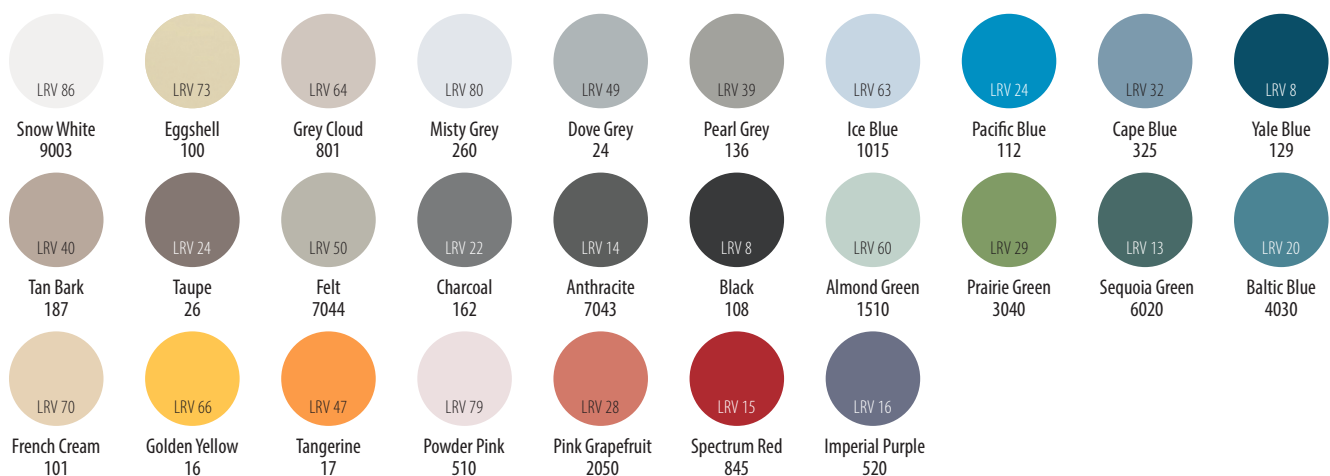 LRV 86
LRV 73
LRV 64
LRV 80
LRV 49
LRV 39
LRV 63
LRV 24
LRV 32
LRV 8
Snow White
9003
Eggshell
100
Grey Cloud
801
Misty Grey
260
Dove Grey
24
Pearl Grey
136
Ice Blue
1015
Pacific Blue
112
Cape Blue
325
Yale Blue
129
LRV 40
LRV 24
LRV 50
LRV 22
LRV 14
LRV 8
LRV 60
LRV 29
LRV 13
LRV 20
Tan Bark
187
Taupe
26
Felt
7044
Charcoal
162
Anthracite
7043
Black
108
Almond Green
1510
Prairie Green
3040
Sequoia Green
6020
Baltic Blue
4030
LRV 70
LRV 66
LRV 47
LRV 79
LRV 28
LRV 15
LRV 16
French Cream
101
Golden Yellow
16
Tangerine
17
Powder Pink
510
Pink Grapefruit
2050
Spectrum Red
845
Imperial Purple
520